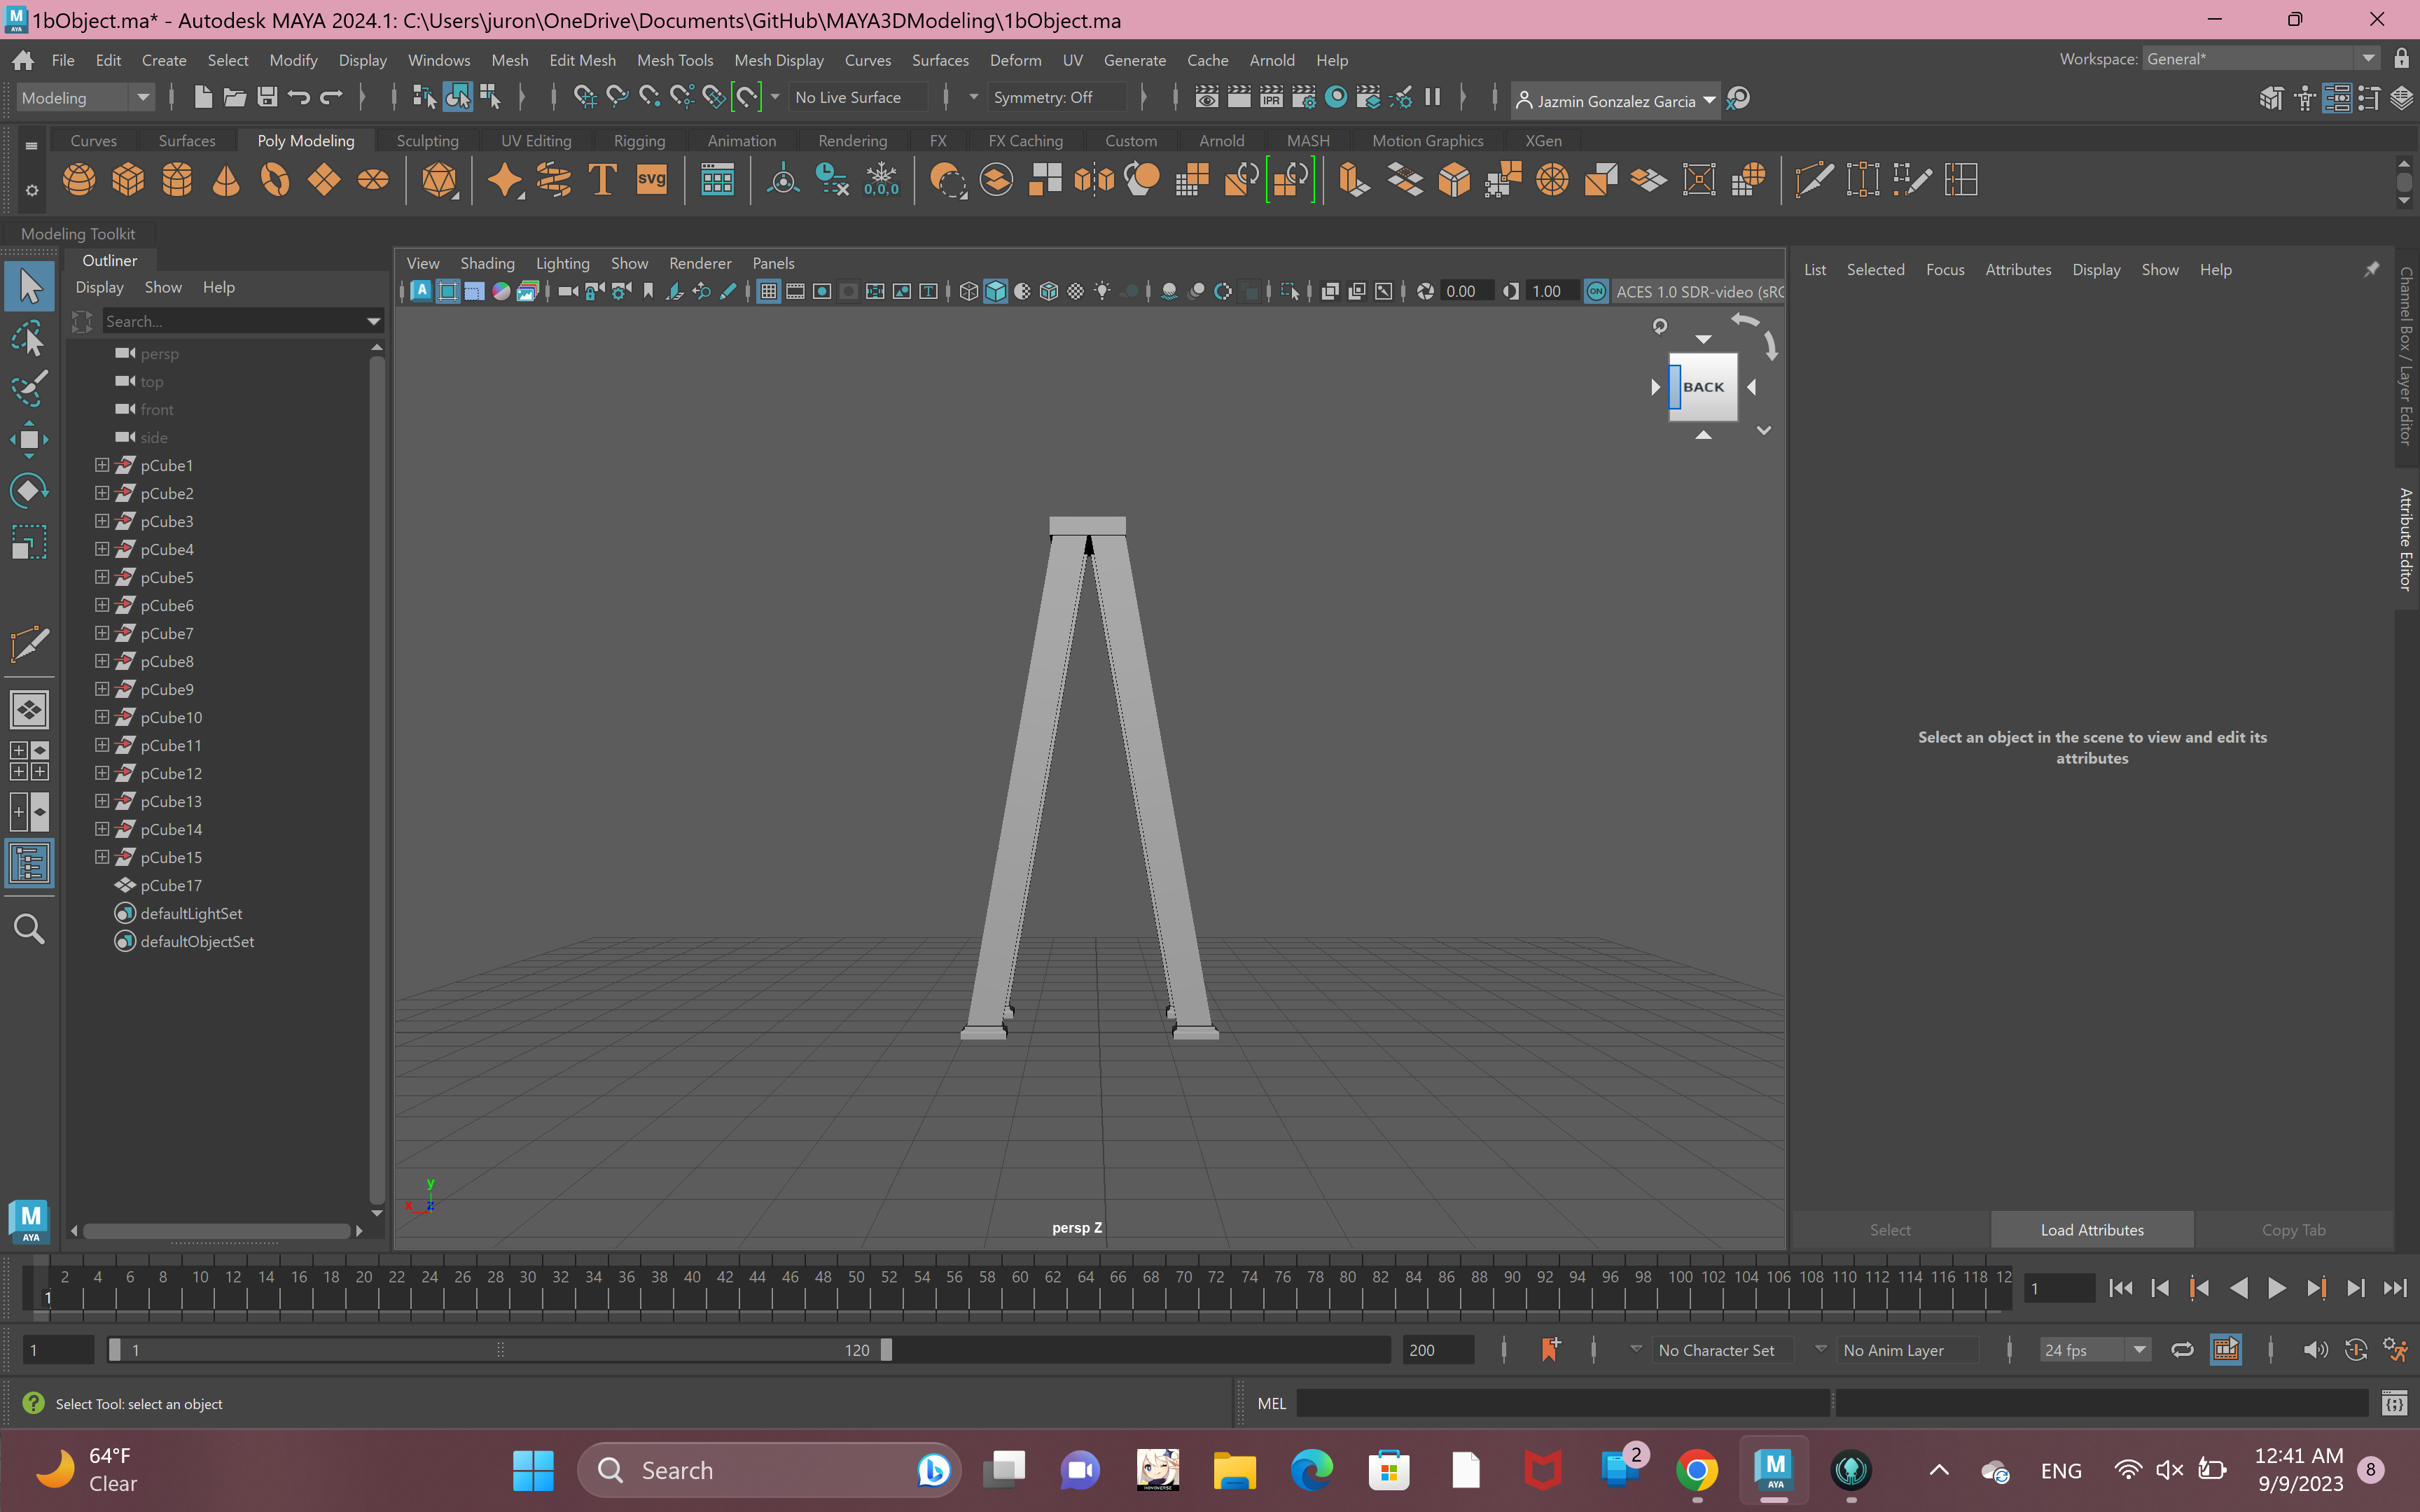 1bObject.ma* - Autodesk MAYA 2024.1: C:\Users\juron\OneDrive\Documents\GitHub\MAYA3DModeling\1bObject.ma
File Edit Create Select Modify Display Windows Mesh Edit Mesh Mesh Tools Mesh Display Curves Surfaces Deform UV Generate Cache Arnold Help
Workspace: General*
Modeling
No Live Surface
Symmetry: Off
IPR
Jazmin Gonzalez Garcia
Curves Surfaces Poly Modeling Sculpting UV Editing Rigging Animation Rendering FX FX Caching Custom Arnold MASH Motion Graphics XGen
T
svg
0,0,0
Modeling Toolkit
Outliner
Display Show Help
Search...
persp
top
front
side
pCube1
pCube2
pCube3
pCube4
pCube5
pCube6
pCube7
pCube8
pCube9
pCube10
pCube11
pCube12
pCube13
pCube14
pCube15
pCube17
defaultLightSet
defaultObjectSet
M
AYA
View Shading Lighting Show Renderer Panels
0.00
1.00
ON
ACES 1.0 SDR-video (sRG
BACK
y
x
z
persp Z
List Selected Focus Attributes Display Show Help
Select an object in the scene to view and edit its
attributes
Select
Load Attributes
Copy Tab
Channel Box / Layer Editor
Attribute Editor
2 4 6 8 10 12 14 16 18 20 22 24 26 28 30 32 34 36 38 40 42 44 46 48 50 52 54 56 58 60 62 64 66 68 70 72 74 76 78 80 82 84 86 88 90 92 94 96 98 100 102 104 106 108 110 112 114 116 118 12
1
1
1
1
120
200
No Character Set
No Anim Layer
24 fps
Select Tool: select an object
MEL
64°F
Clear
Search
2
M
AYA
ENG
12:41 AM
9/9/2023
8